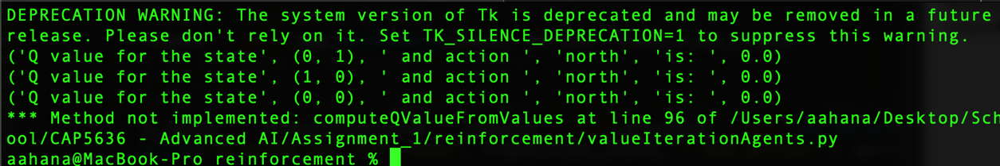 DEPRECATION WARNING: The system version of Tk is deprecated and may be removed in a future
release. Please don't rely on it. Set TK_SILENCE_DEPRECATION=1 to suppress this warning.
('Q value for the state', (0, 1), ' and action ', 'north', 'is: ', 0.0)
('Q value for the state', (1, 0), ' and action ', 'north', 'is: ', 0.0)
('Q value for the state', (0, 0), ' and action ', 'north', 'is: ', 0.0)
*** Method not implemented: computeQValueFromValues at line 96 of /Users/aahana/Desktop/Sch
ool/CAP5636 - Advanced AI/Assignment_1/reinforcement/valueIterationAgents.py
aahana@MacBook-Pro reinforcement %